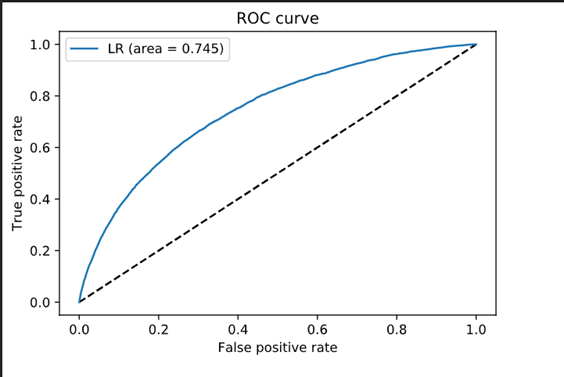 ROC curve
LR (area = 0.745)
True positive rate
1.0
0.8
0.6
0.4
0.2
0.0
0.0 0.2 0.4 0.6 0.8 1.0
False positive rate